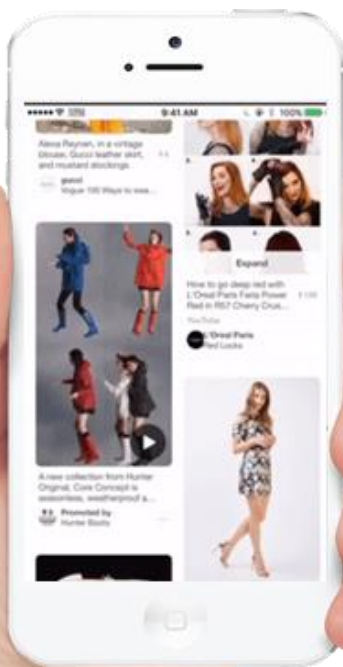 9:41 AM
100%
Alexa Reynen, in a vintage
blouse, Gucci leather skirt,
and mustard stockings
gucci
Vogue 100 Ways to wea...
Expand
How to go deep red with
L'Oreal Paris Feria Power
Red in R57 Cherry Crus...
YouTube
L'Oreal Paris
Red Looks
A new collection from Hunter
Original, Core Concept is
seasonless, weatherproof a...
Promoted by
Hunter Boots